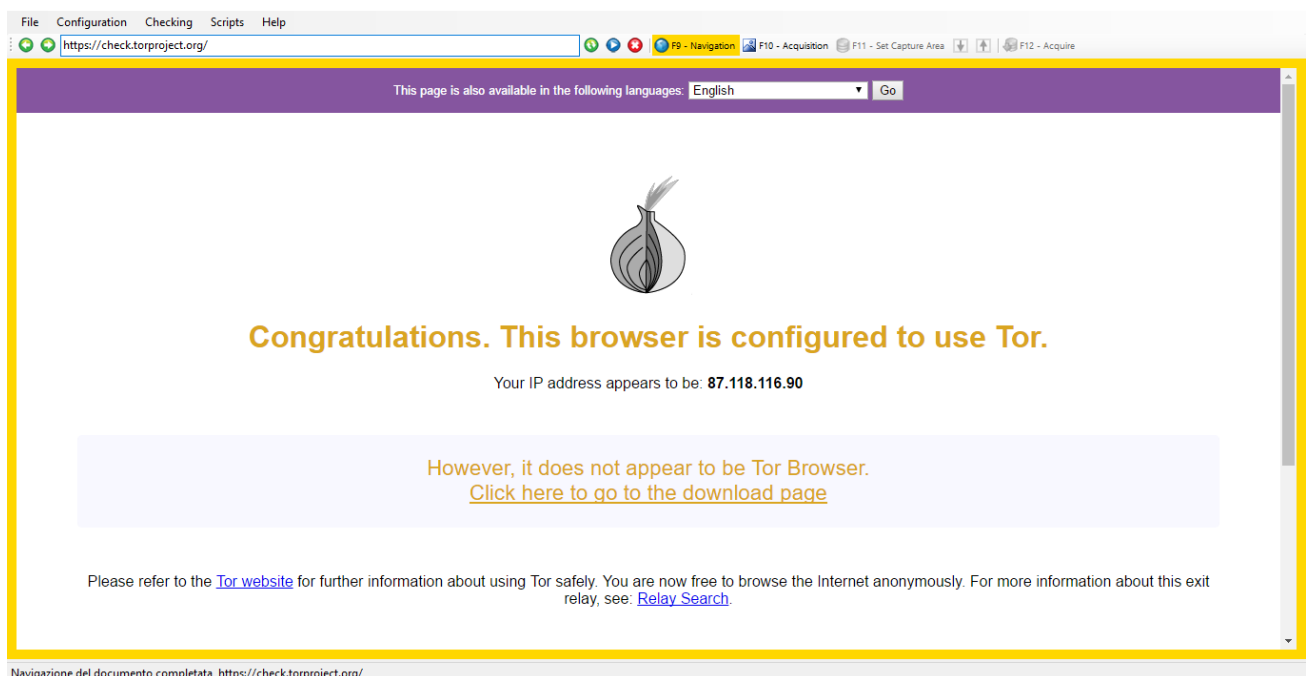 File Configuration Checking Scripts Help
https://check.torproject.org/ F9 - Navigation F10 - Acquisition F11 - Set Capture Area F12 - Acquire
This page is also available in the following languages: English Go
Congratulations. This browser is configured to use Tor.
Your IP address appears to be: 87.118.116.90
However, it does not appear to be Tor Browser.
Click here to go to the download page
Please refer to the Tor website for further information about using Tor safely. You are now free to browse the Internet anonymously. For more information about this exit
relay, see: Relay Search.
Navigazione del documento completata https://check.torproject.org/